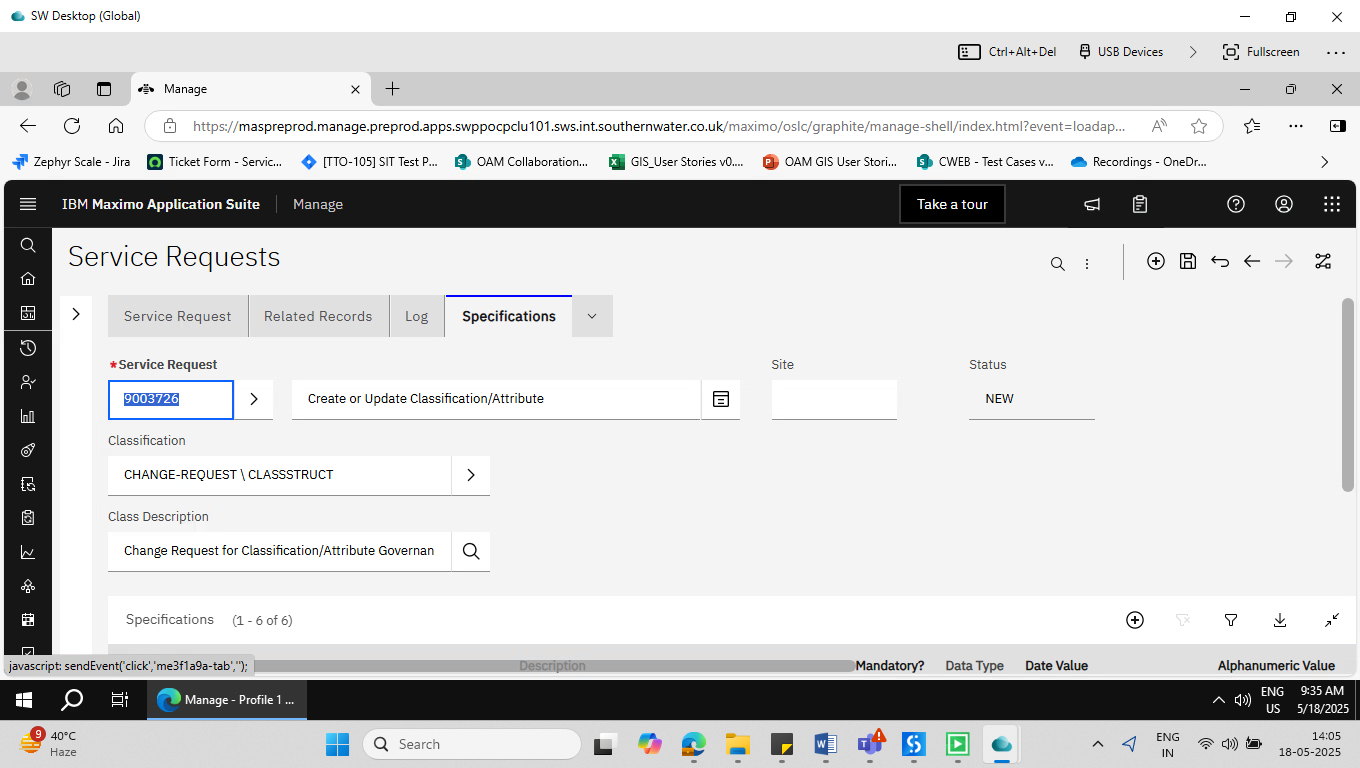 SW Desktop (Global)
Ctrl+Alt+Del USB Devices Fullscreen
Manage
https://maspreprod.manage.preprod.apps.swppocpclu101.sws.int.southernwater.co.uk/maximo/oslc/graphite/manage-shell/index.html?event=loadap...
Zephyr Scale - Jira Ticket Form - Servic... [TTO-105] SIT Test P... OAM Collaboration... GIS_User Stories v0.... OAM GIS User Stori... CWEB - Test Cases v... Recordings - OneDr...
IBM Maximo Application Suite Manage Take a tour
Service Requests
Service Request Related Records Log Specifications
*Service Request Site Status
9003726 Create or Update Classification/Attribute NEW
Classification
CHANGE-REQUEST \ CLASSSTRUCT
Class Description
Change Request for Classification/Attribute Governan
Specifications (1 - 6 of 6)
javascript: sendEvent('click','me3f1a9a-tab',''); Description Mandatory? Data Type Date Value Alphanumeric Value
Manage - Profile 1 ... ENG US 9:35 AM 5/18/2025
9 40°C Haze Search ENG IN 14:05 18-05-2025